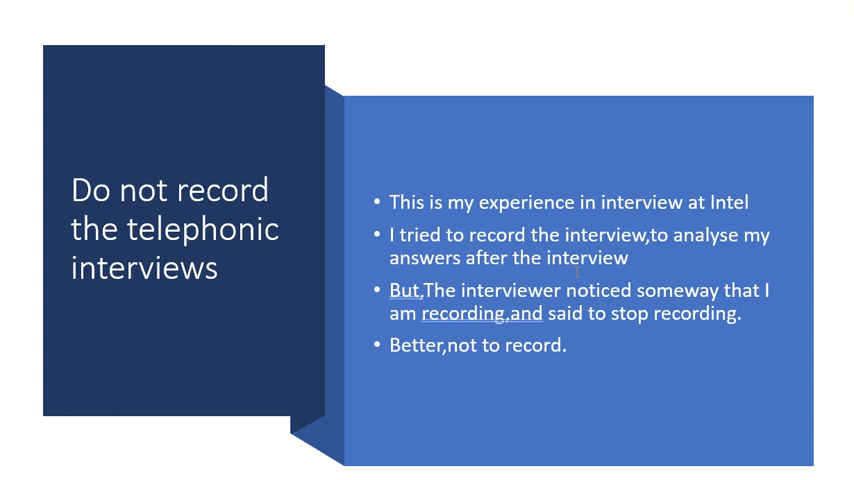 Do not record
the telephonic
interviews
• This is my experience in interview at Intel
• I tried to record the interview,to analyse my
answers after the interview
• But,The interviewer noticed someway that I
am recording,and said to stop recording.
• Better,not to record.